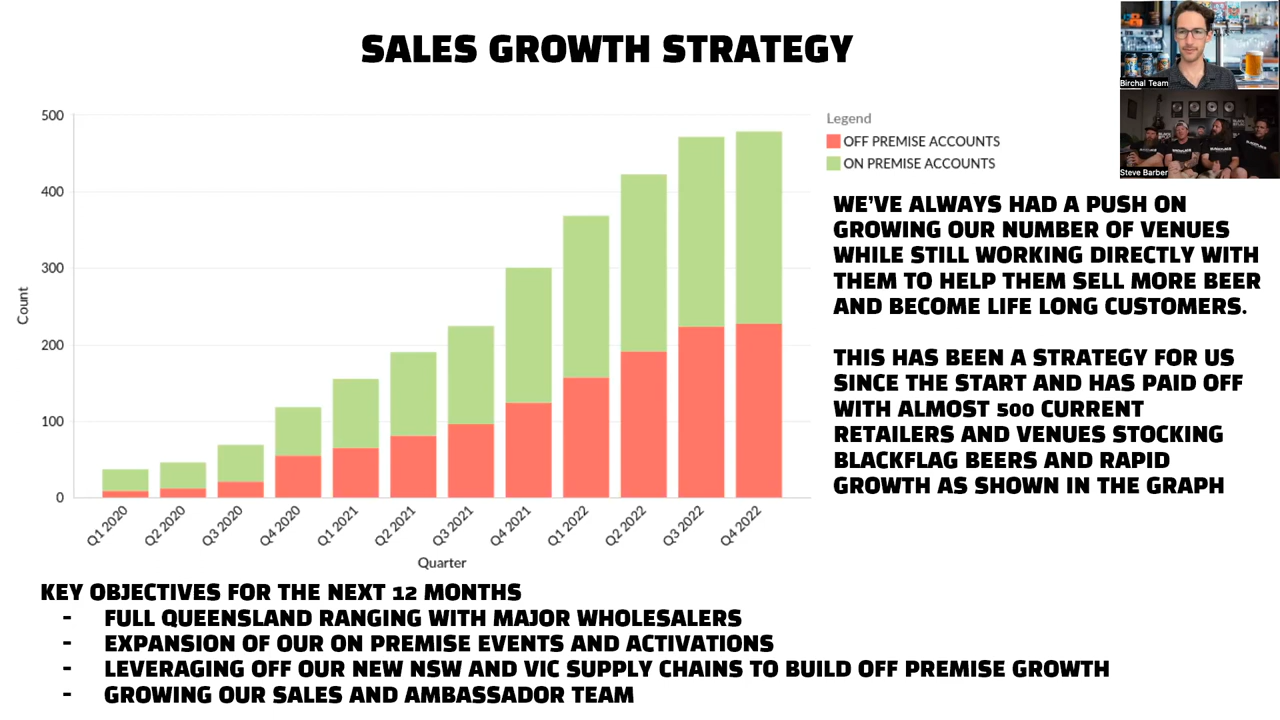 SALES GROWTH STRATEGY
Birchal Team
Steve Barber
Legend
OFF PREMISE ACCOUNTS
ON PREMISE ACCOUNTS
500
400
300
200
100
0
Count
Q1 2020
Q2 2020
Q3 2020
Q4 2020
Q1 2021
Q2 2021
Q3 2021
Q4 2021
Q1 2022
Q2 2022
Q3 2022
Q4 2022
Quarter
WE'VE ALWAYS HAD A PUSH ON
GROWING OUR NUMBER OF VENUES
WHILE STILL WORKING DIRECTLY WITH
THEM TO HELP THEM SELL MORE BEER
AND BECOME LIFE LONG CUSTOMERS.
THIS HAS BEEN A STRATEGY FOR US
SINCE THE START AND HAS PAID OFF
WITH ALMOST 500 CURRENT
RETAILERS AND VENUES STOCKING
BLACKFLAG BEERS AND RAPID
GROWTH AS SHOWN IN THE GRAPH
KEY OBJECTIVES FOR THE NEXT 12 MONTHS
- FULL QUEENSLAND RANGING WITH MAJOR WHOLESALERS
- EXPANSION OF OUR ON PREMISE EVENTS AND ACTIVATIONS
- LEVERAGING OFF OUR NEW NSW AND VIC SUPPLY CHAINS TO BUILD OFF PREMISE GROWTH
- GROWING OUR SALES AND AMBASSADOR TEAM